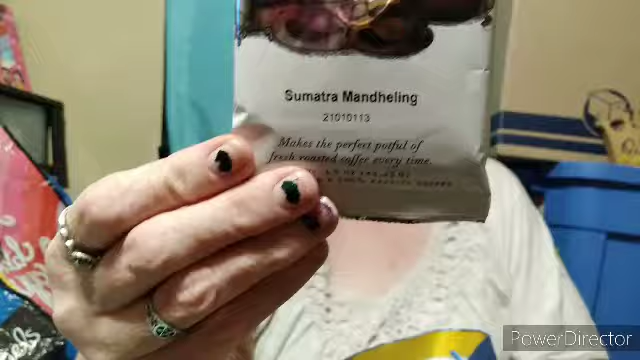 Sumatra Mandheling
21010113
Makes the perfect potful of
fresh roasted coffee every time.
PowerDirector